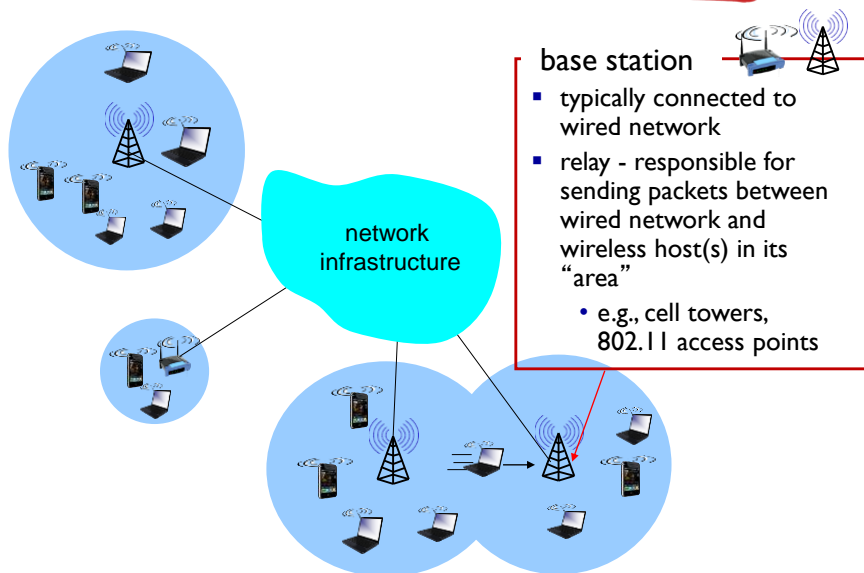 base station
▪ typically connected to
wired network
▪ relay - responsible for
sending packets between
wired network and
wireless host(s) in its
“area”
• e.g., cell towers,
802.11 access points
network
infrastructure